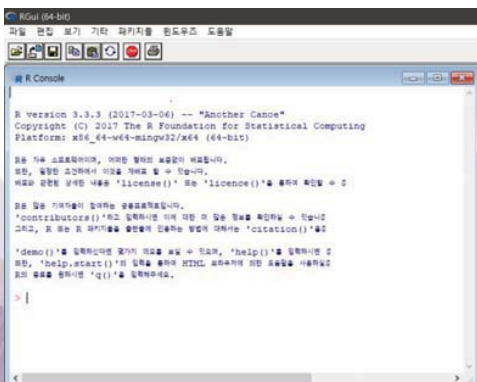 RGui (64-bit)
파일 편집 보기 기타 패키지들 윈도우즈 도움말
R Console
R version 3.3.3 (2017-03-06) -- "Another Canoe"
Copyright (C) 2017 The R Foundation for Statistical Computing
Platform: x86_64-w64-mingw32/x64 (64-bit)
R은 자유 소프트웨어이며, 어떠한 형태의 보증없이 배포됩니다.
또한, 일정한 조건하에서 이것을 재배포 할 수 있습니다.
배포와 관련된 상세한 내용은 'license()' 또는 'licence()'을 통하여 확인할 수 $
R은 많은 기여자들이 참여하는 공동프로젝트입니다.
'contributors()'라고 입력하시면 이에 대한 더 많은 정보를 확인하실 수 있습니$
그리고, R 또는 R 패키지들을 출판물에 인용하는 방법에 대해서는 'citation()'을$
'demo()'를 입력하신다면 몇가지 데모를 보실 수 있으며, 'help()'를 입력하시면 $
또한, 'help.start()'의 입력을 통하여 HTML 브라우저에 의한 도움말을 사용하실$
R의 종료를 원하시면 'q()'을 입력해주세요.
>